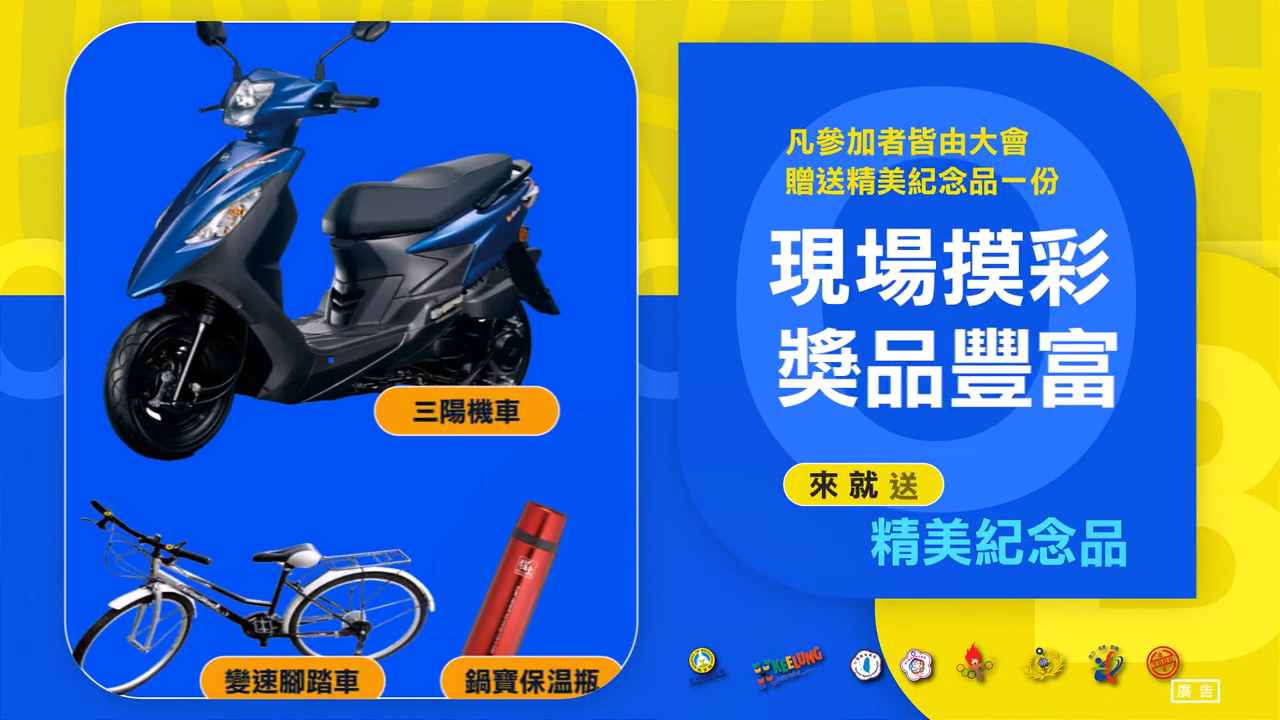 凡參加者皆由大會
贈送精美紀念品一份
現場摸彩
獎品豐富
來就送
精美紀念品
三陽機車
變速腳踏車
鍋寶保温瓶
KEELUNG
廣告